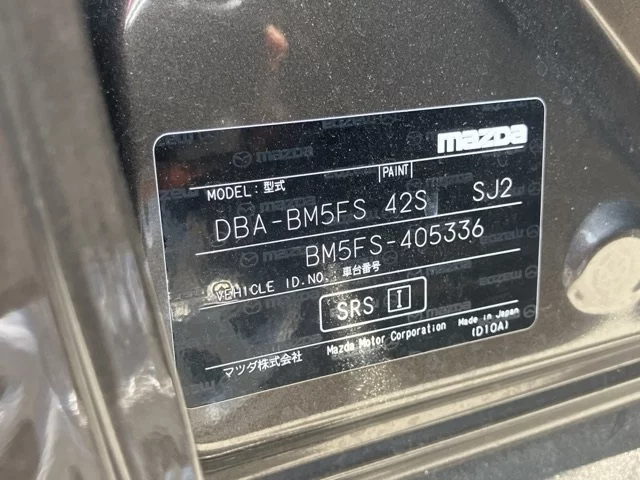 mazda
MODEL: 型式 PAINT
DBA-BM5FS 42S SJ2
BM5FS-405336
VEHICLE ID.NO. 車台番号
SRS I
マツダ株式会社 Mazda Motor Corporation Made in Japan
(D10A)